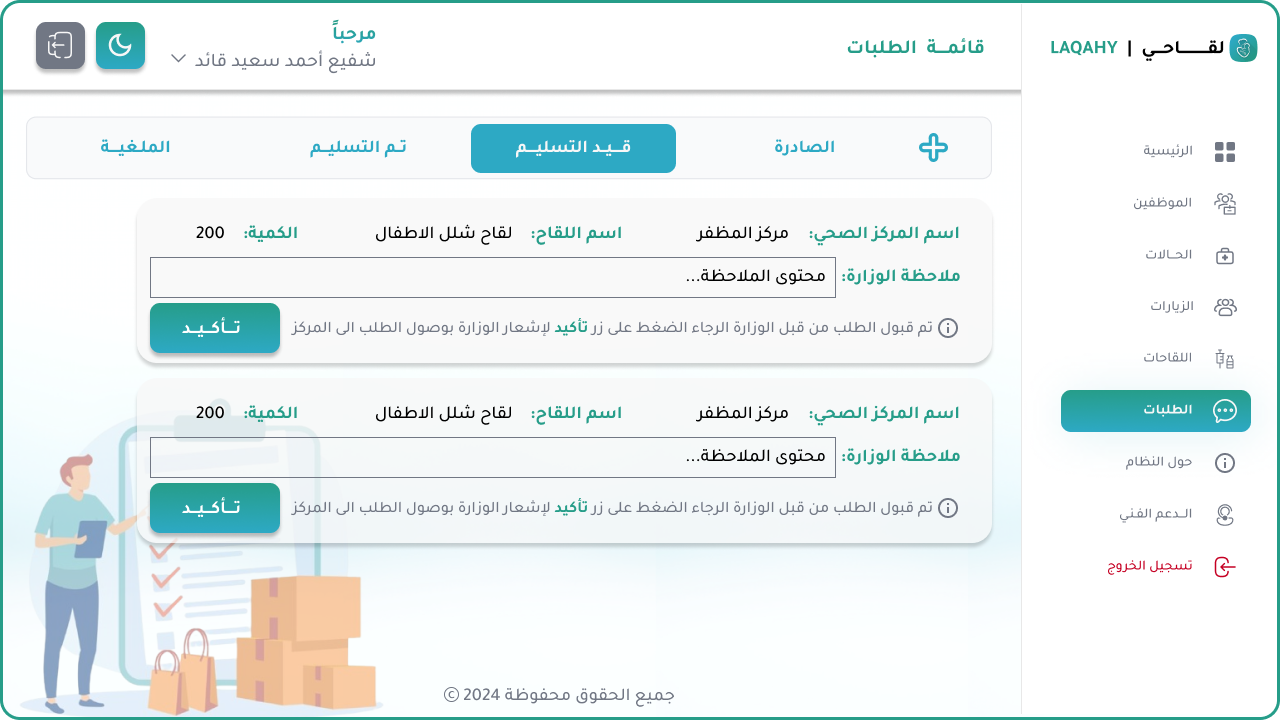 لقـــاحي | LAQAHY
الرئيسية
الموظفين
الحـالات
الزيارات
اللقاحات
الطلبات
حول النظام
الـدعم الفـني
تسجيل الخروج
قائمـة الطلبات
مرحباً
شفيع أحمد سعيد قائد
الصادرة
قـيـد التسليـم
تـم التسليـم
الملغيـة
اسم المركز الصحي: مركز المظفر اسم اللقاح: لقاح شلل الاطفال الكمية: 200
ملاحظة الوزارة: محتوى الملاحظة...
تم قبول الطلب من قبل الوزارة الرجاء الضغط على زر تأكيد لإشعار الوزارة بوصول الطلب الى المركز
تــأكــيــد
اسم المركز الصحي: مركز المظفر اسم اللقاح: لقاح شلل الاطفال الكمية: 200
ملاحظة الوزارة: محتوى الملاحظة...
تم قبول الطلب من قبل الوزارة الرجاء الضغط على زر تأكيد لإشعار الوزارة بوصول الطلب الى المركز
تــأكــيــد
جميع الحقوق محفوظة 2024 ©